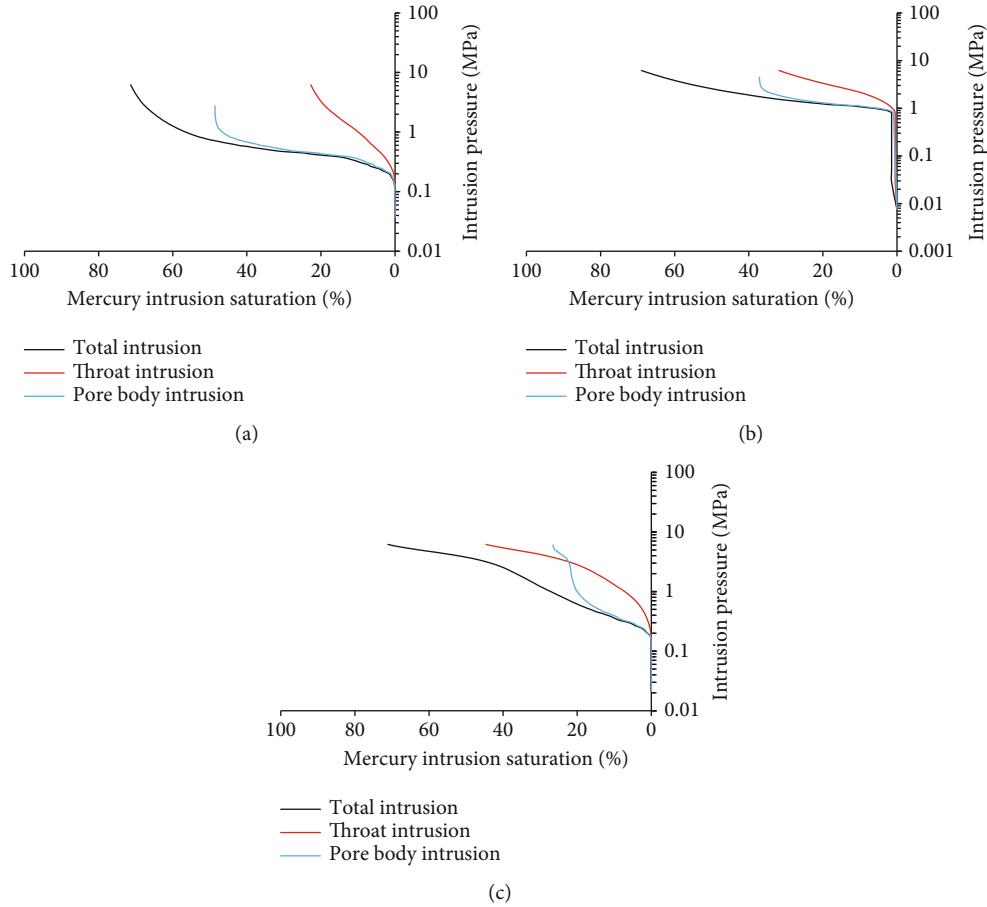 100
10
1
0.1
0.01
Intrusion pressure (MPa)
100 80 60 40 20 0
Mercury intrusion saturation (%)
Total intrusion
Throat intrusion
Pore body intrusion
(a)
100
10
1
0.1
0.01
0.001
Intrusion pressure (MPa)
100 80 60 40 20 0
Mercury intrusion saturation (%)
Total intrusion
Throat intrusion
Pore body intrusion
(b)
100
10
1
0.1
0.01
Intrusion pressure (MPa)
100 80 60 40 20 0
Mercury intrusion saturation (%)
Total intrusion
Throat intrusion
Pore body intrusion
(c)